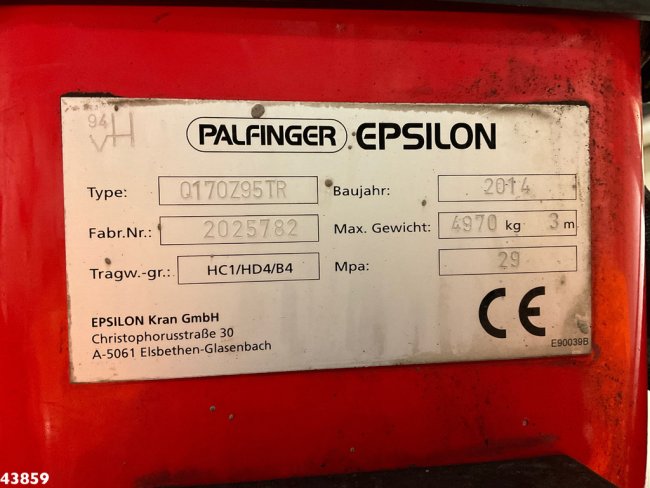 94
VH
PALFINGER EPSILON
Type: Q170Z95TR Baujahr: 2014
Fabr.Nr.: 2025782 Max. Gewicht: 4970 kg 3 m
Tragw.-gr.: HC1/HD4/B4 Mpa: 29
EPSILON Kran GmbH
Christophorusstraße 30
A-5061 Elsbethen-Glasenbach
CE
E90039B
43859